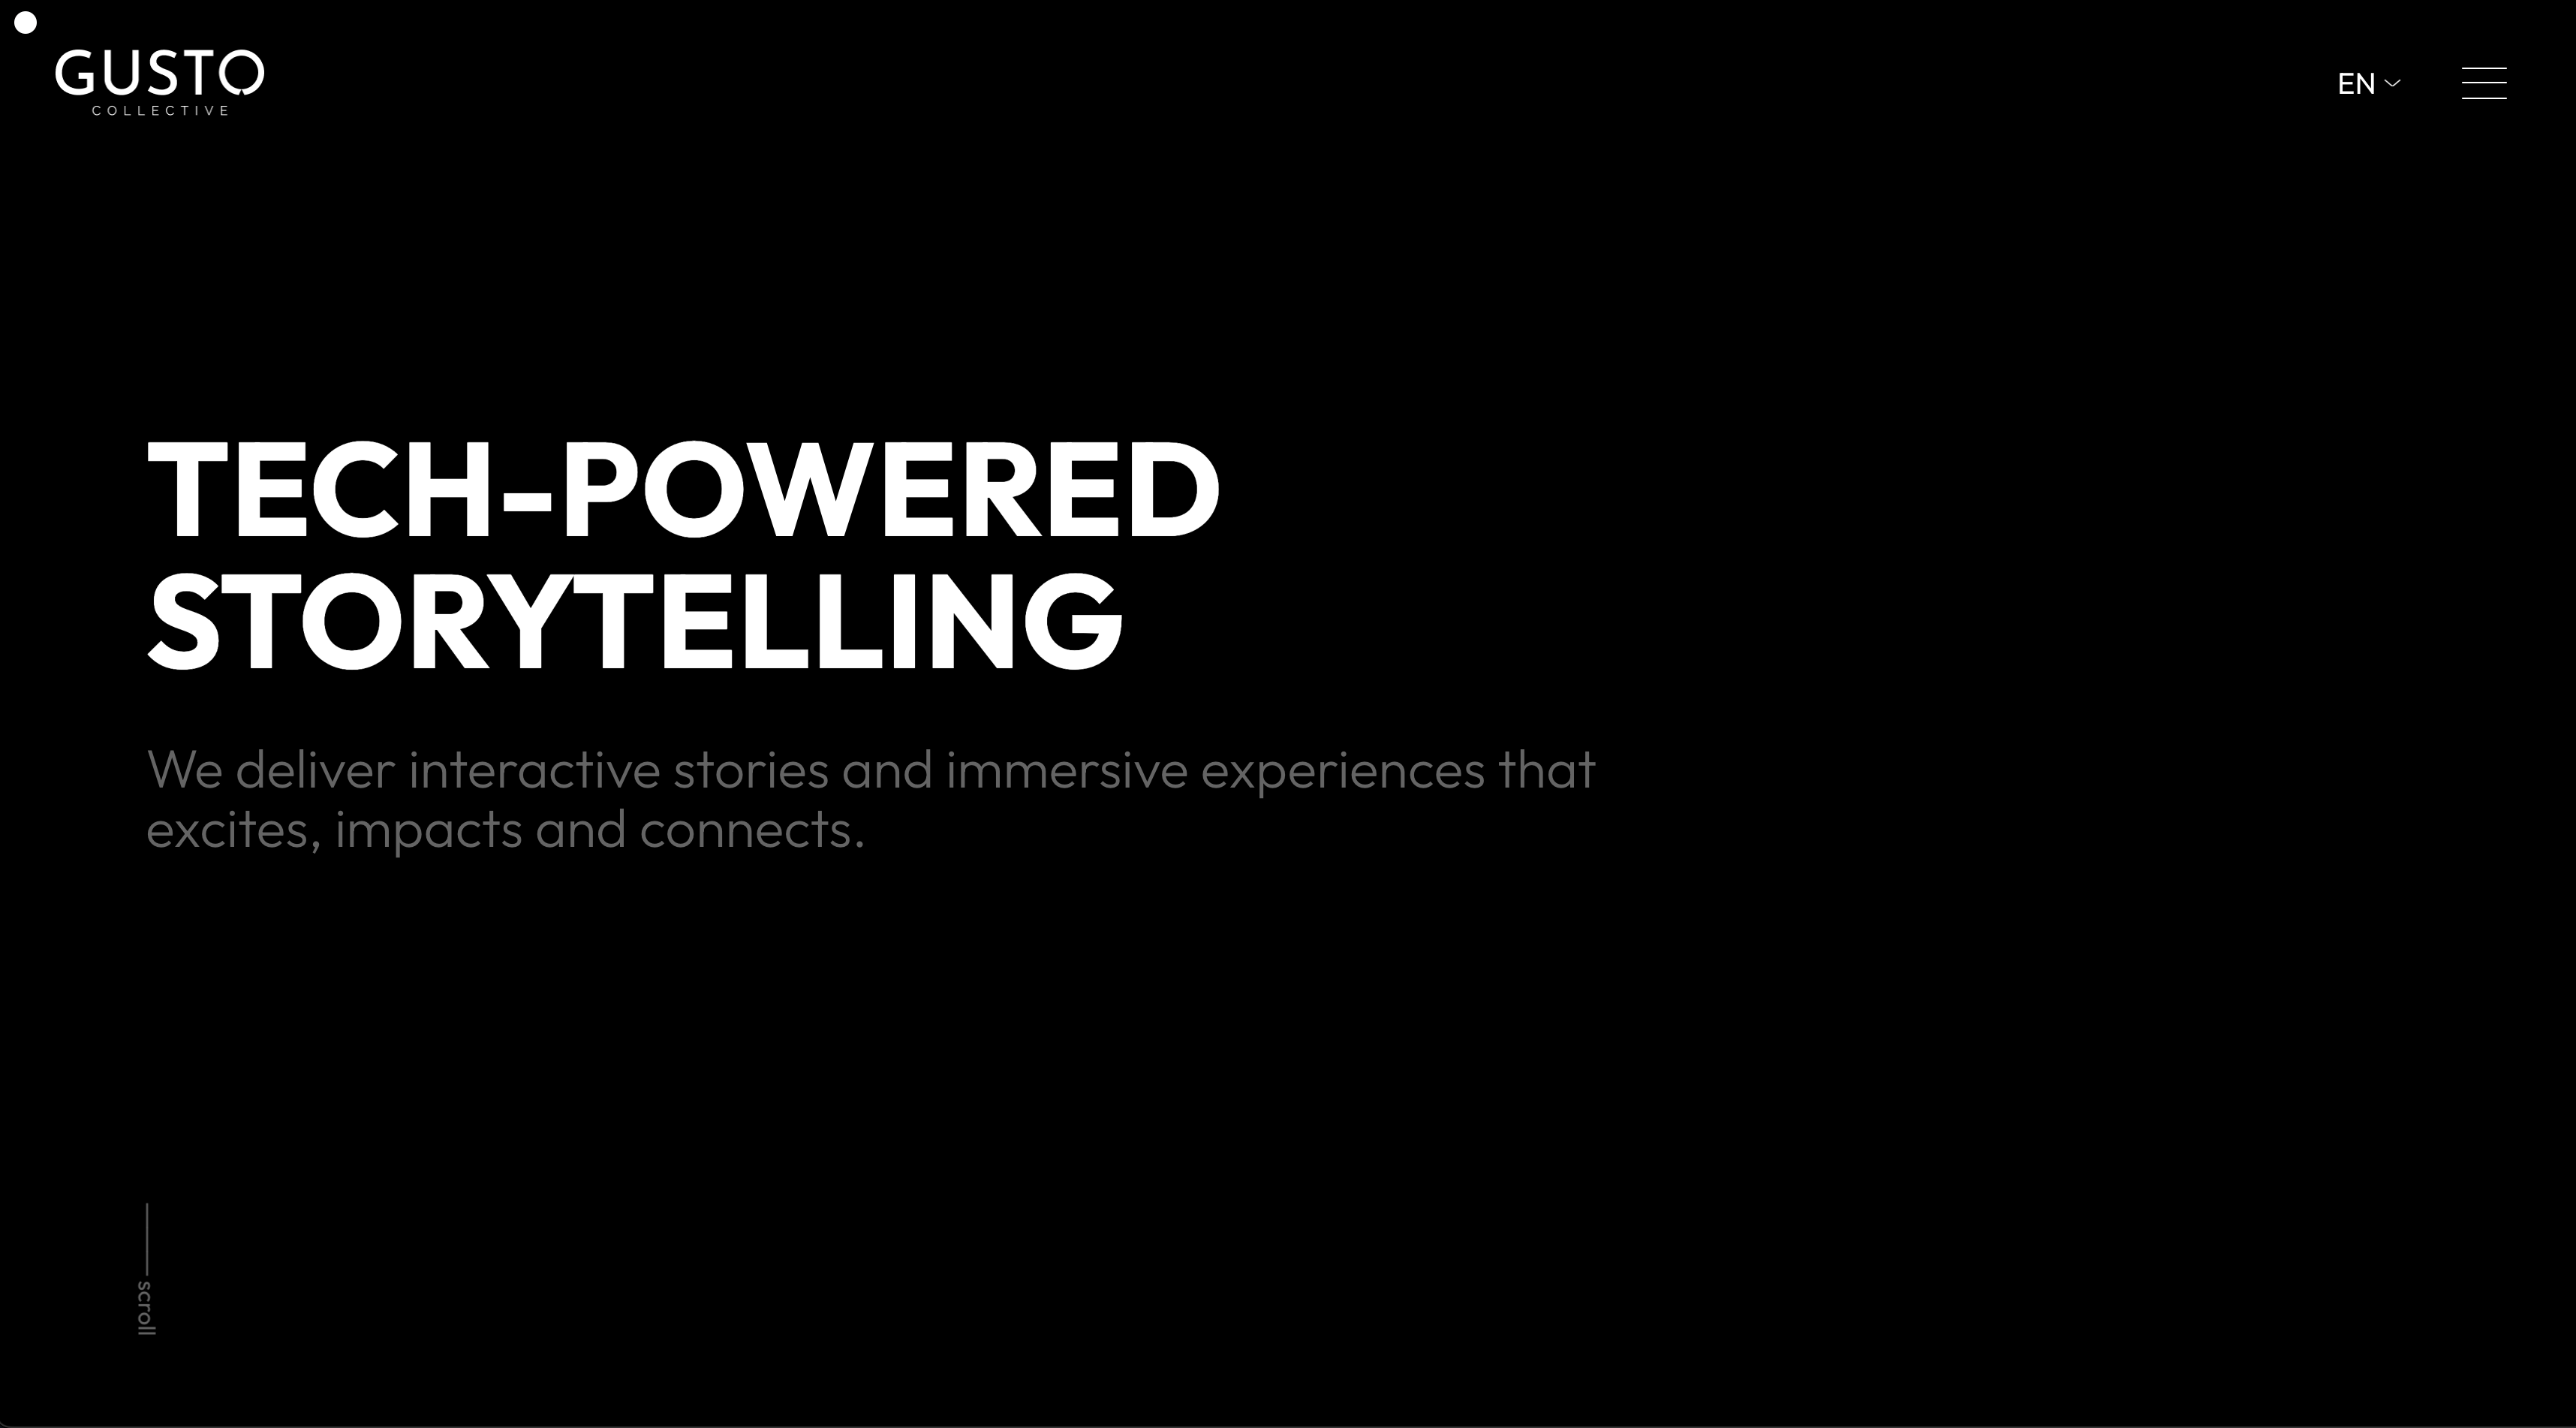 GUSTO
COLLECTIVE
EN
TECH-POWERED
STORYTELLING
We deliver interactive stories and immersive experiences that
excites, impacts and connects.
scroll